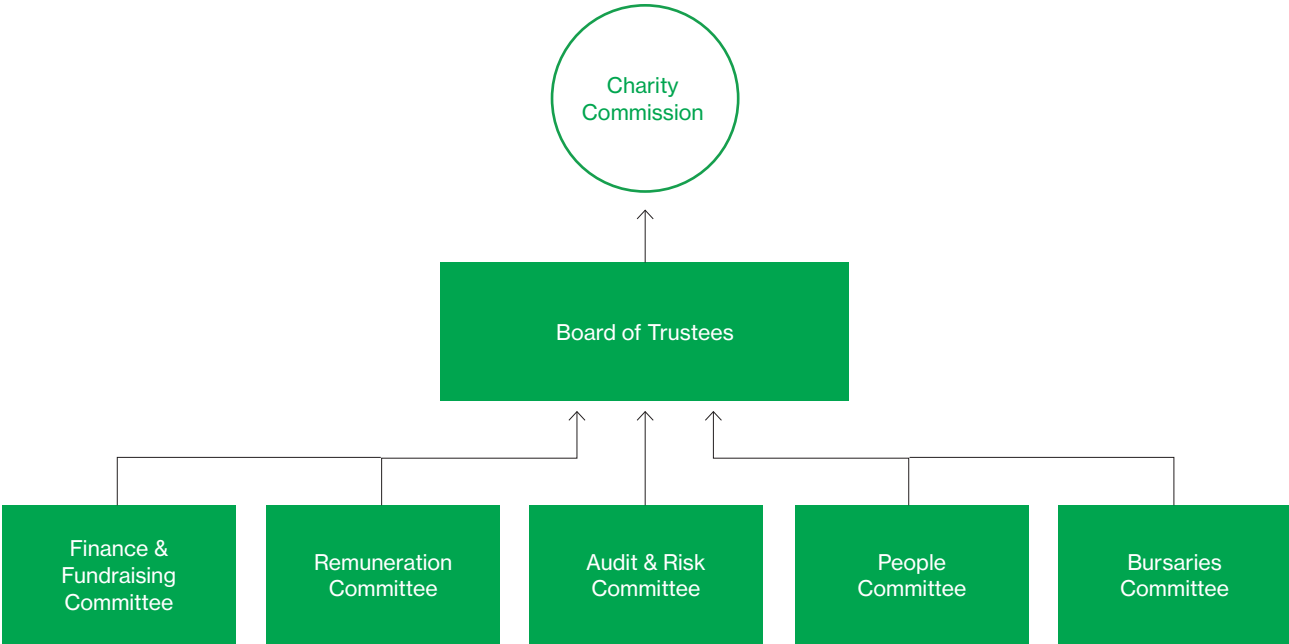 Charity
Commission
Board of Trustees
Finance &
Fundraising
Committee
Remuneration
Committee
Audit & Risk
Committee
People
Committee
Bursaries
Committee